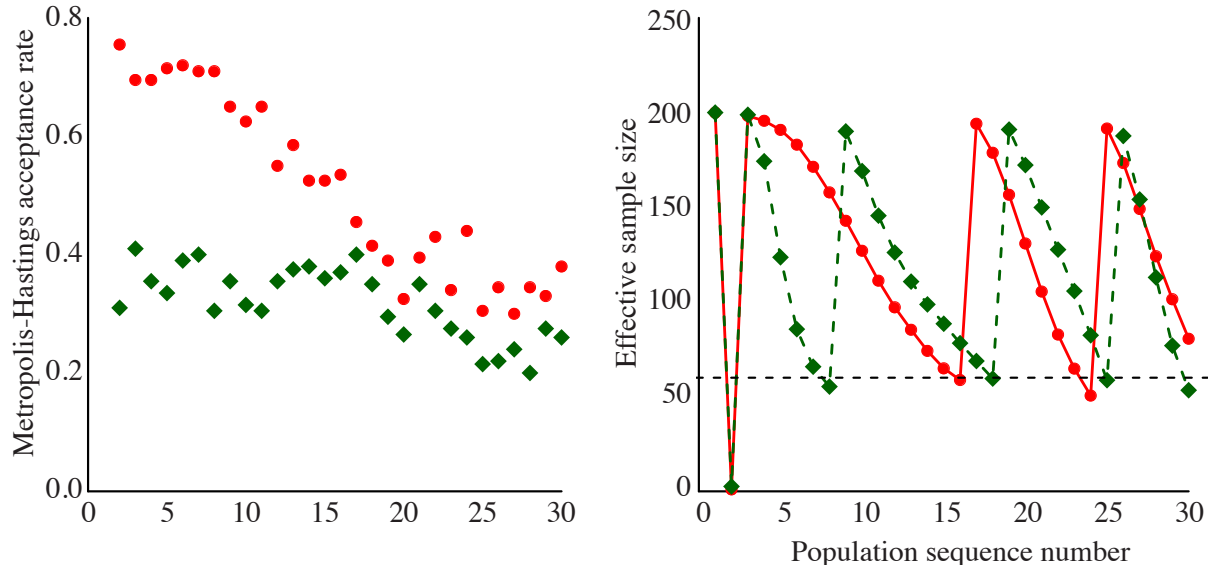 Metropolis-Hastings acceptance rate
0.8
0.6
0.4
0.2
0.0
0 5 10 15 20 25 30
Effective sample size
250
200
150
100
50
0
0 5 10 15 20 25 30
Population sequence number